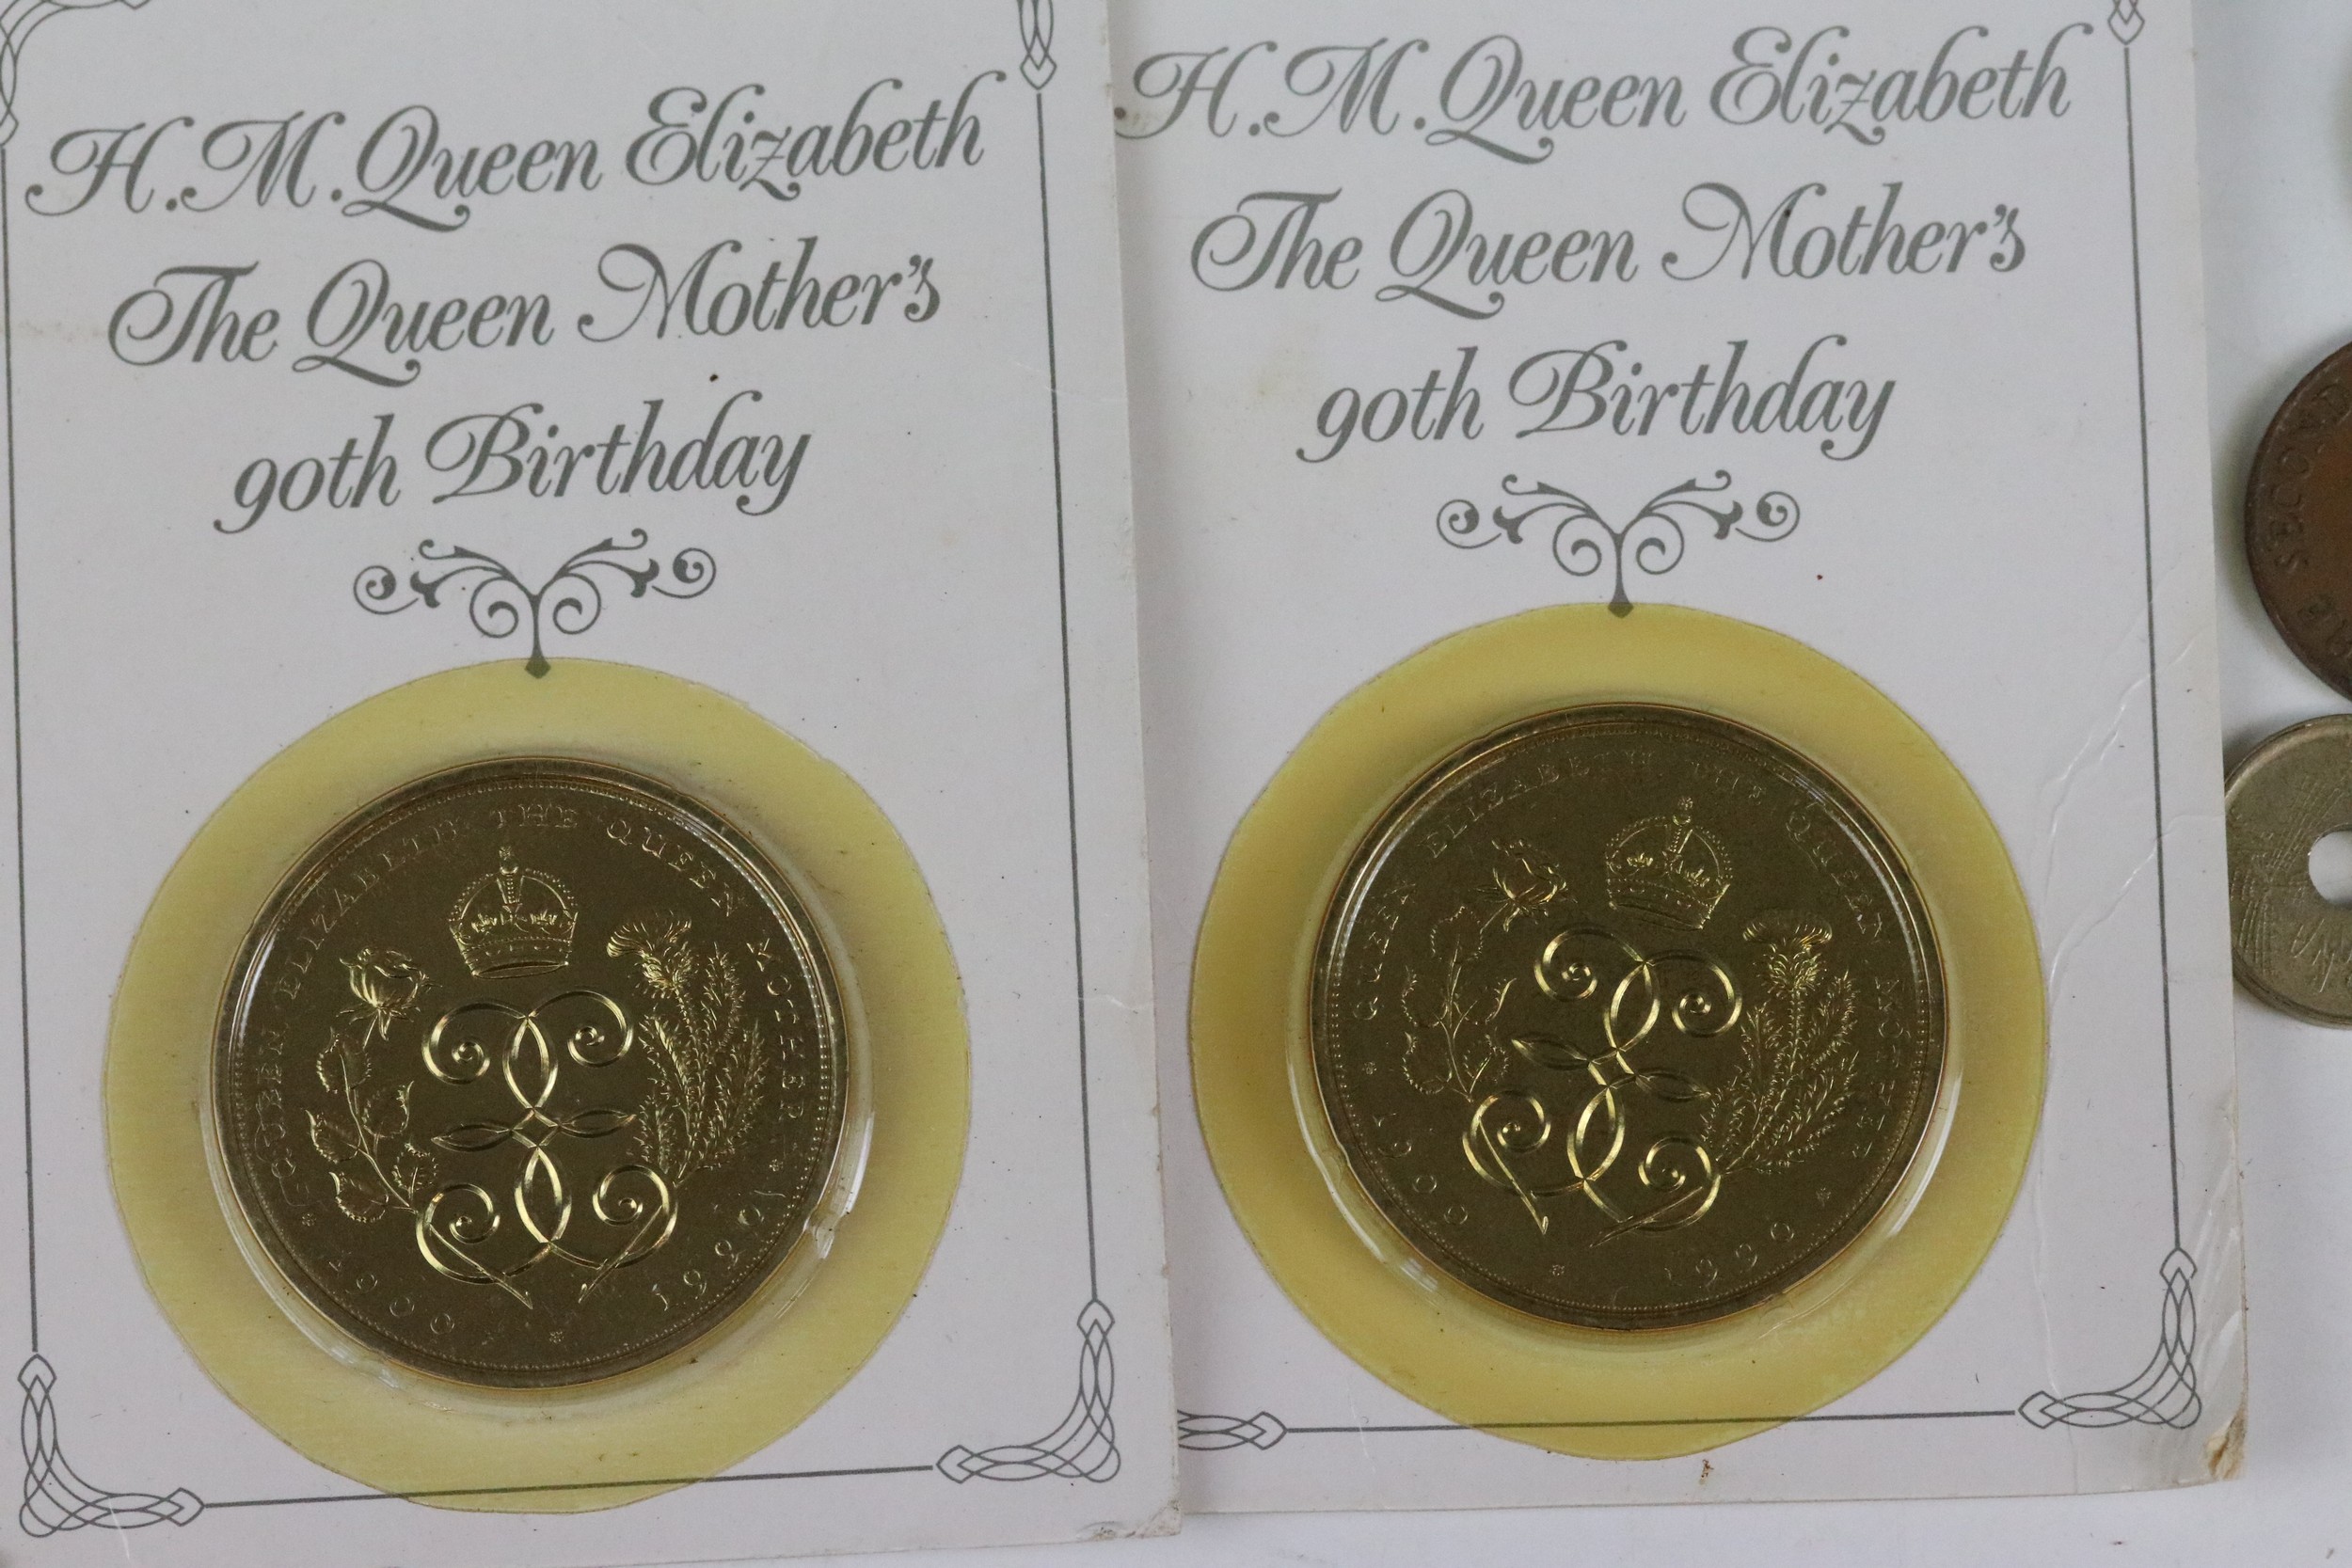 H.M.Queen Elizabeth
The Queen Mother's
90th Birthday
QUEEN ELIZABETH THE QUEEN MOTHER
1900 1990
H.M.Queen Elizabeth
The Queen Mother's
90th Birthday
QUEEN ELIZABETH THE QUEEN MOTHER
1900 1990
SECOND